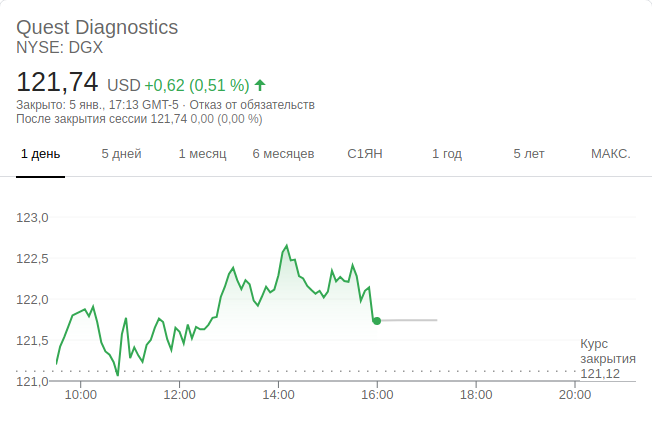 Quest Diagnostics
NYSE: DGX
121,74 USD +0,62 (0,51 %)
Закрыто: 5 янв., 17:13 GMT-5 · Отказ от обязательств
После закрытия сессии 121,74 0,00 (0,00 %)
1 день 5 дней 1 месяц 6 месяцев С1ЯН 1 год 5 лет МАКС.
123,0
122,5
122,0
121,5
Курс
закрытия
121,12
121,0
10:00 12:00 14:00 16:00 18:00 20:00